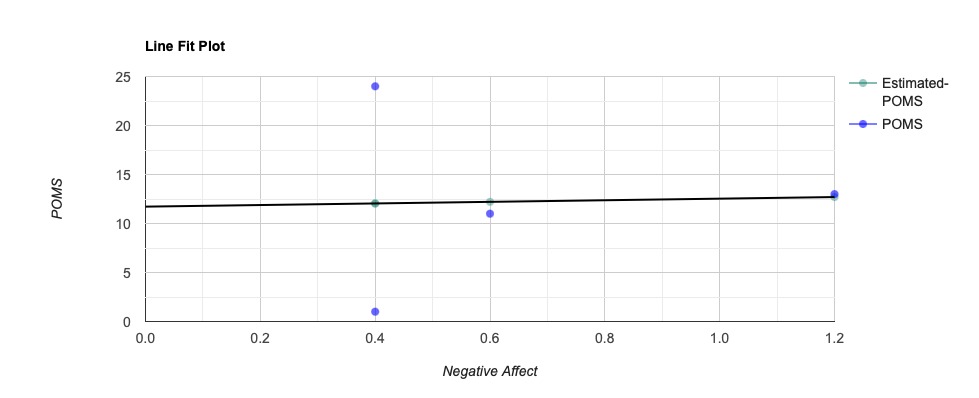 Line Fit Plot
25
20
15
10
5
0
POMS
0.0 0.2 0.4 0.6 0.8 1.0 1.2
Negative Affect
Estimated-
POMS
POMS